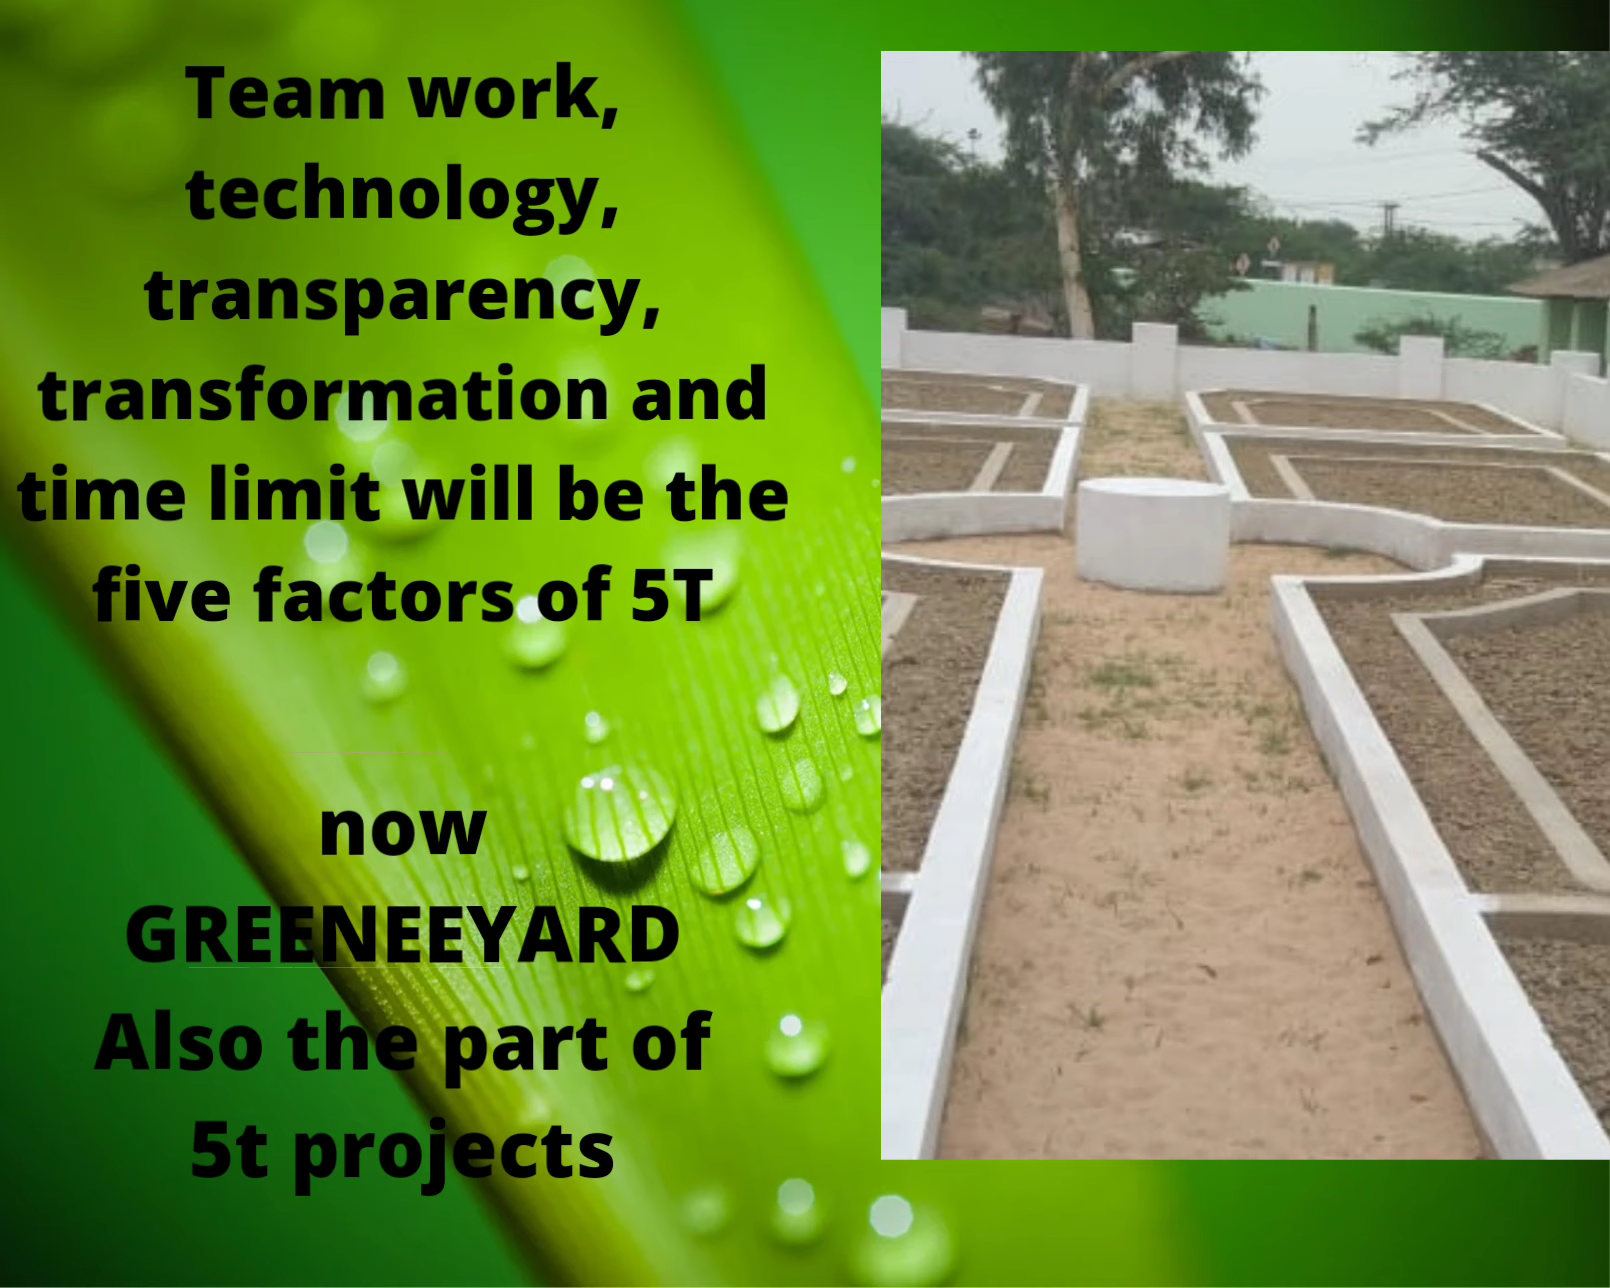 Team work,
technology,
transparency,
transformation and
time limit will be the
five factors of 5T
now
GREENEEYARD
Also the part of
5t projects